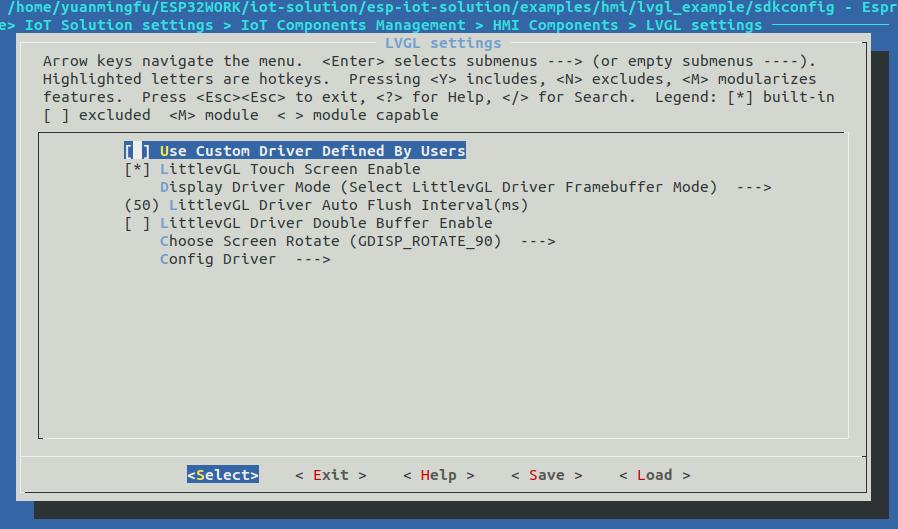 /home/yuamingfu/ESP32WORK/iot-solution/esp-iot-solution/examples/hmi/lvgl_example/sdkconfig - Espr
e> IoT Solution settings > IoT Components Management > HMI Components > LVGL settings
LVGL settings
Arrow keys navigate the menu.  <Enter> selects submenus ---> (or empty submenus ----).
Highlighted letters are hotkeys.  Pressing <Y> includes, <N> excludes, <M> modularizes
features.  Press <Esc><Esc> to exit, <?> for Help, </> for Search.  Legend: [*] built-in
[ ] excluded  <M> module  < > module capable
[ ] Use Custom Driver Defined By Users
[*] LittlevGL Touch Screen Enable
Display Driver Mode (Select LittlevGL Driver Framebuffer Mode)  --->
(50) LittlevGL Driver Auto Flush Interval(ms)
[ ] LittlevGL Driver Double Buffer Enable
Choose Screen Rotate (GDISP_ROTATE_90)  --->
Config Driver  --->
<Select>    < Exit >    < Help >    < Save >    < Load >